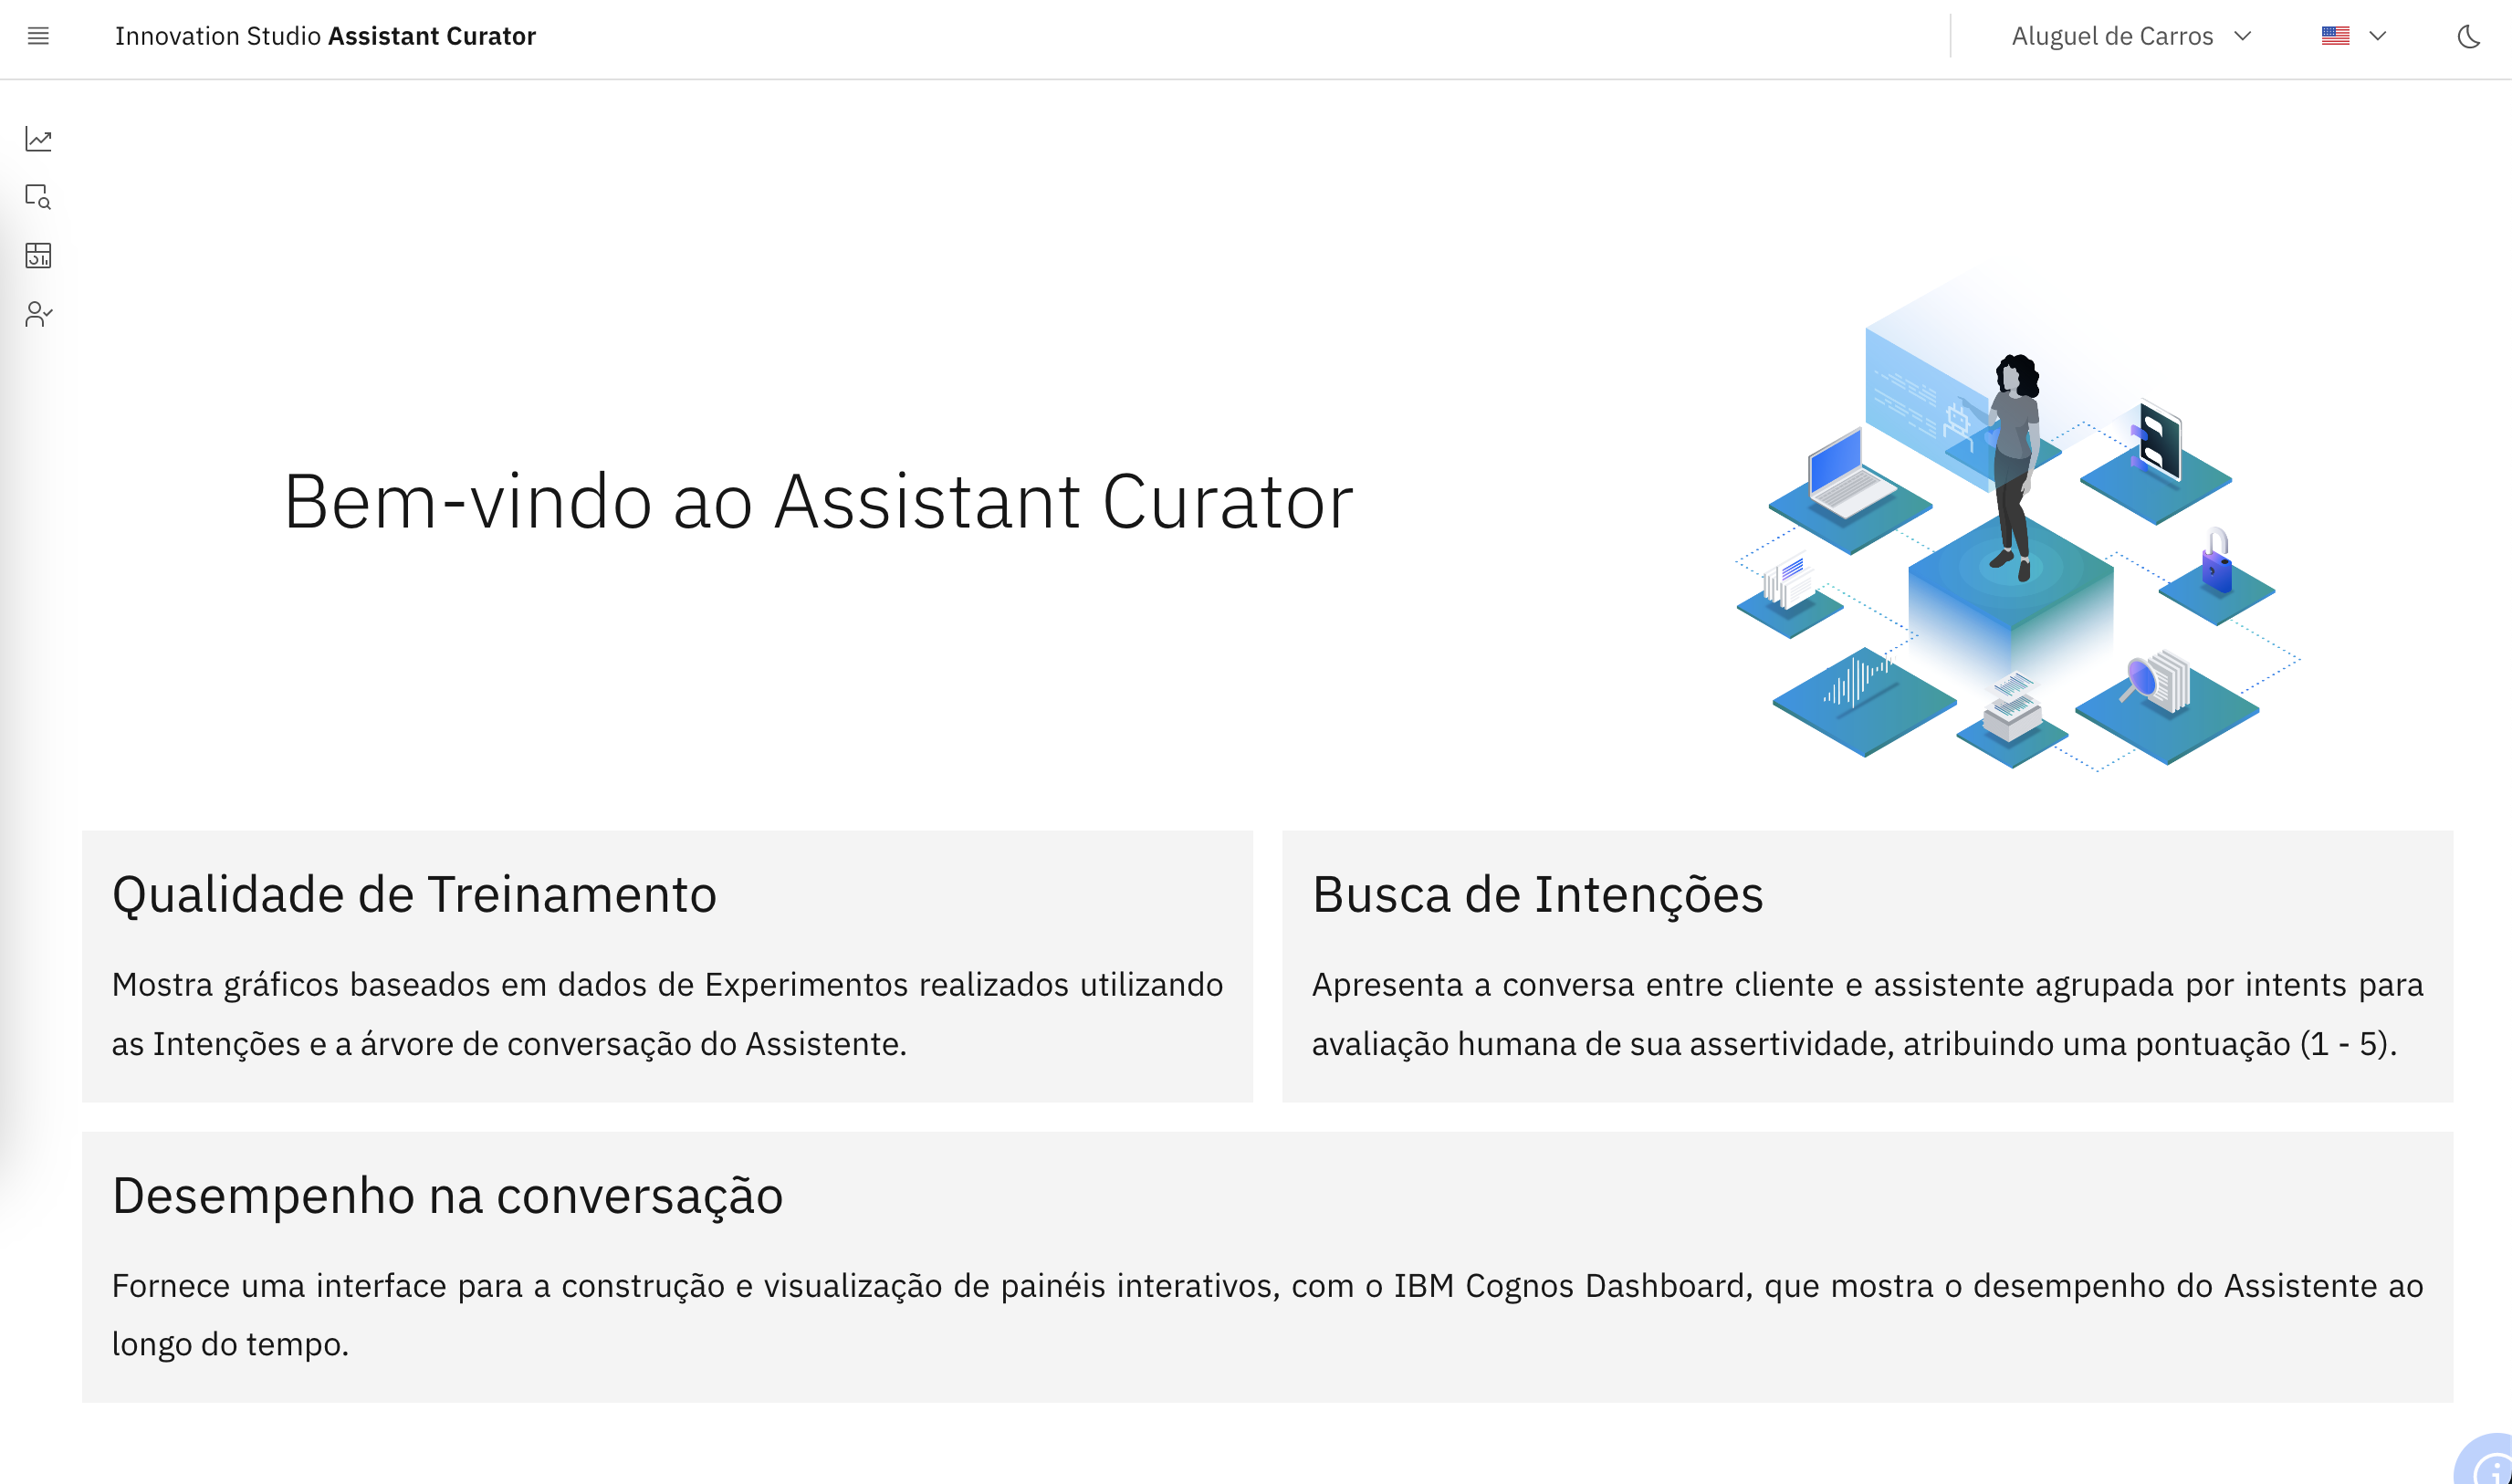 Innovation Studio Assistant Curator
Aluguel de Carros
Bem-vindo ao Assistant Curator
Qualidade de Treinamento
Mostra gráficos baseados em dados de Experimentos realizados utilizando
as Intenções e a árvore de conversação do Assistente.
Busca de Intenções
Apresenta a conversa entre cliente e assistente agrupada por intents para
avaliação humana de sua assertividade, atribuindo uma pontuação (1 - 5).
Desempenho na conversação
Fornece uma interface para a construção e visualização de painéis interativos, com o IBM Cognos Dashboard, que mostra o desempenho do Assistente ao
longo do tempo.